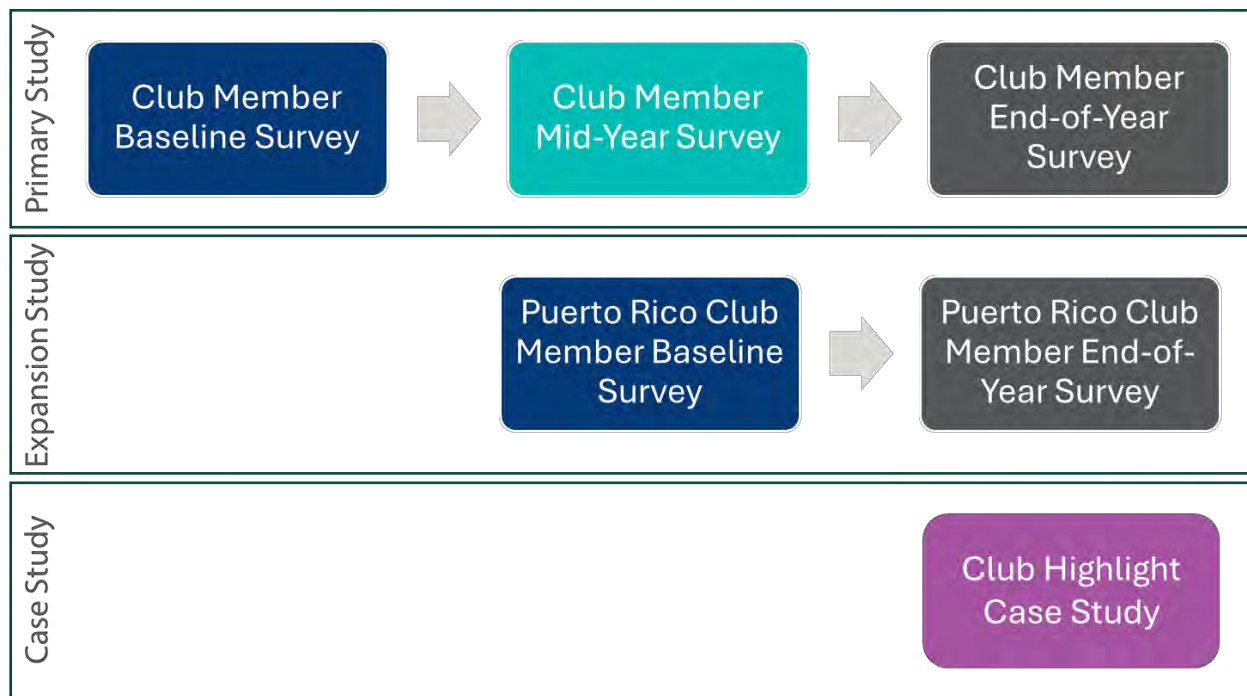 Primary Study
Club Member
Baseline Survey
Club Member
Mid-Year Survey
Club Member
End-of-Year
Survey
Expansion Study
Puerto Rico Club
Member Baseline
Survey
Puerto Rico Club
Member End-of-
Year Survey
Case Study
Club Highlight
Case Study